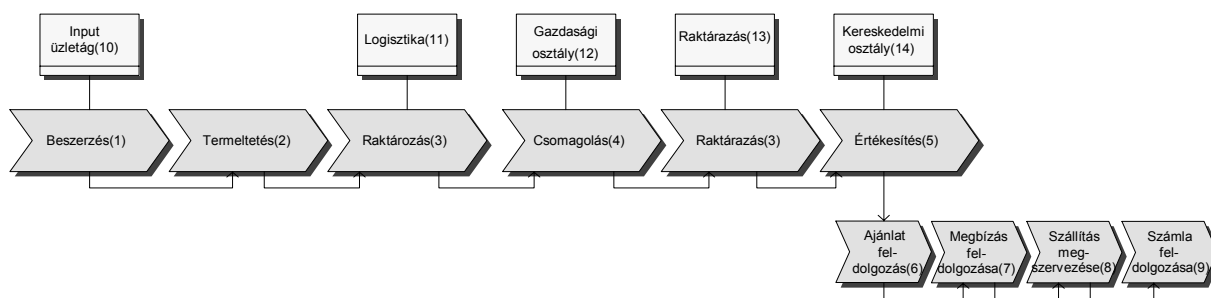 Input
üzletág(10)
Logisztika(11)
Gazdasági
osztály(12)
Raktárazás(13)
Kereskedelmi
osztály(14)
Beszerzés(1)
Termeltetés(2)
Raktározás(3)
Csomagolás(4)
Raktárazás(3)
Értékesítés(5)
Ajánlat
fel-
dolgozás(6)
Megbízás
fel-
dolgozása(7)
Szállítás
meg-
szervezése(8)
Számla
fel-
dolgozása(9)